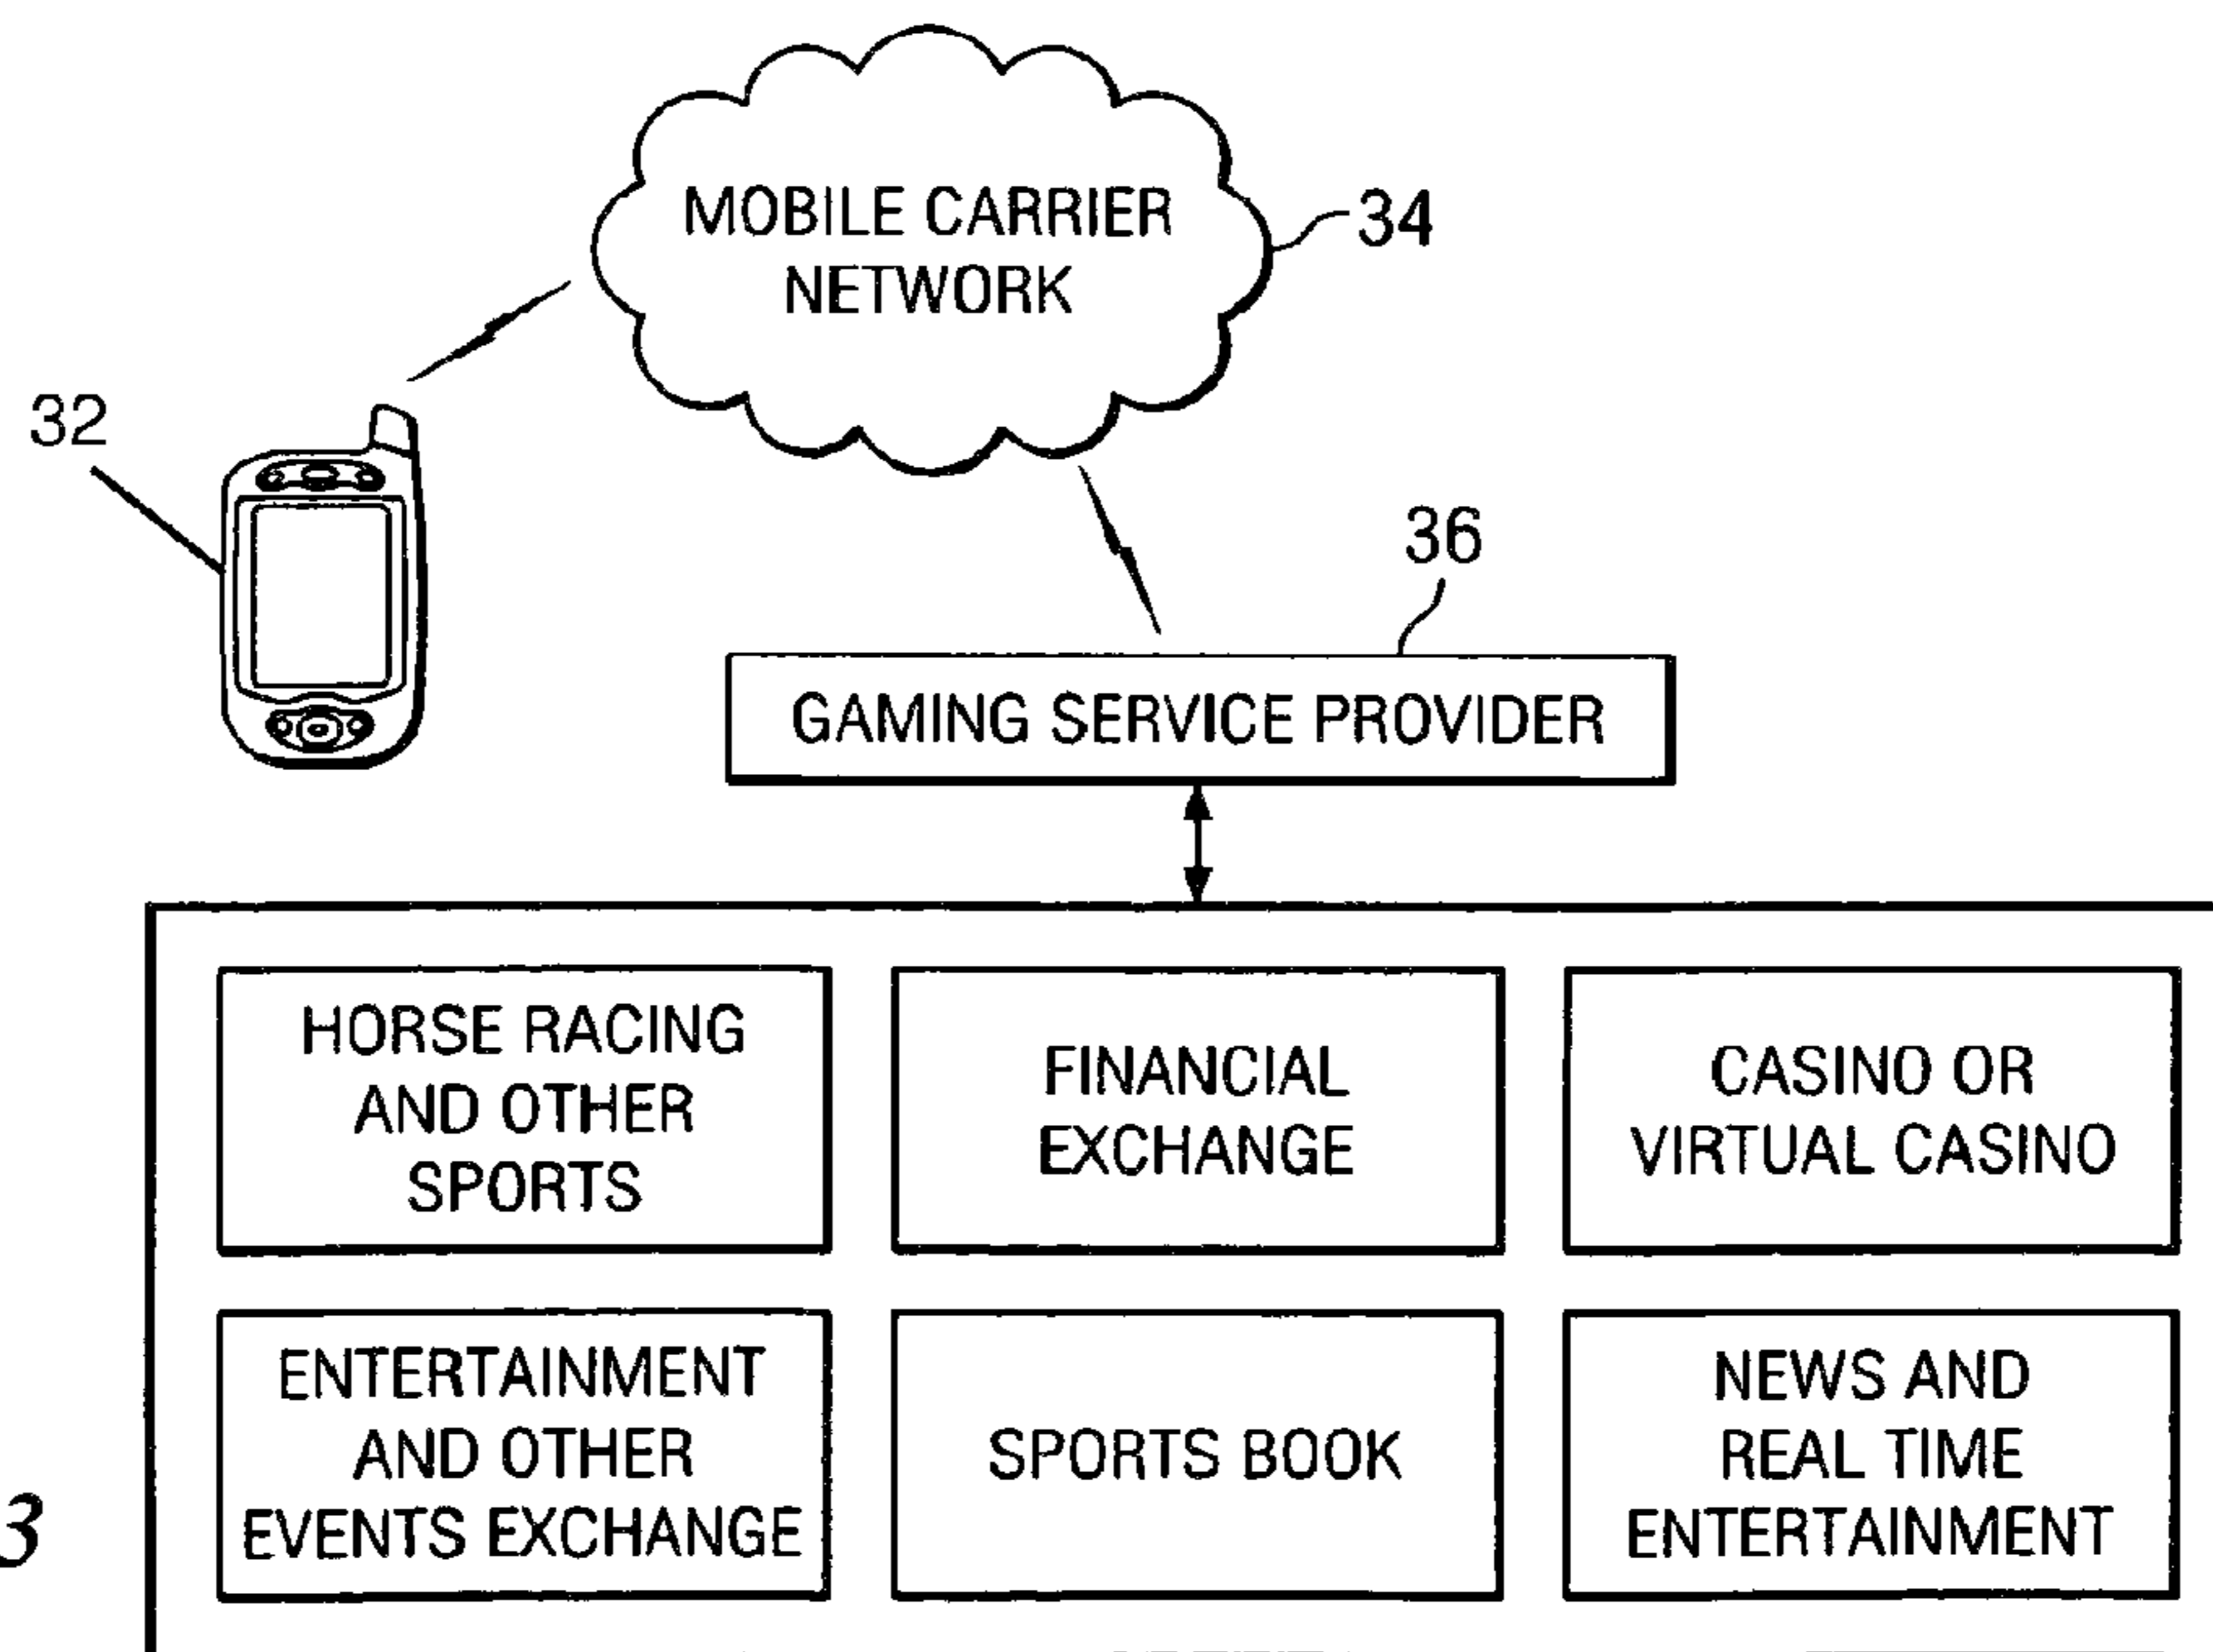 MOBILE CARRIER
NETWORK
34
32
36
GAMING SERVICE PROVIDER
HORSE RACING
AND OTHER
SPORTS
FINANCIAL
EXCHANGE
CASINO OR
VIRTUAL CASINO
ENTERTAINMENT
AND OTHER
EVENTS EXCHANGE
SPORTS BOOK
NEWS AND
REAL TIME
ENTERTAINMENT
3